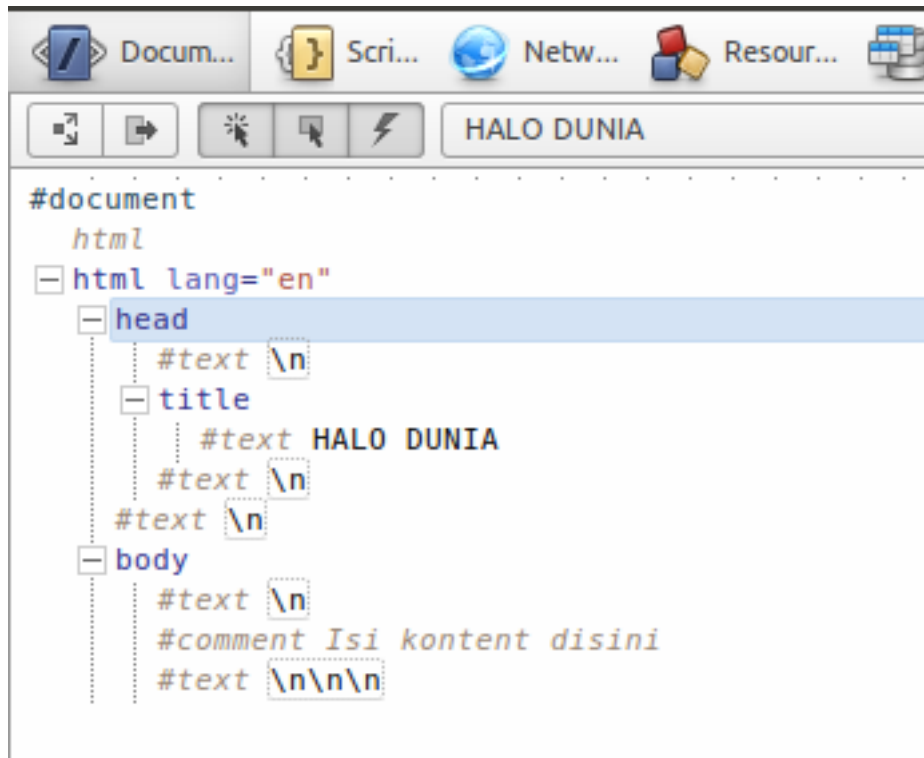 Docum... Scri... Netw... Resour...
HALO DUNIA
#document
html
html lang="en"
head
#text \n
title
#text HALO DUNIA
#text \n
#text \n
body
#text \n
#comment Isi kontent disini
#text \n\n\n